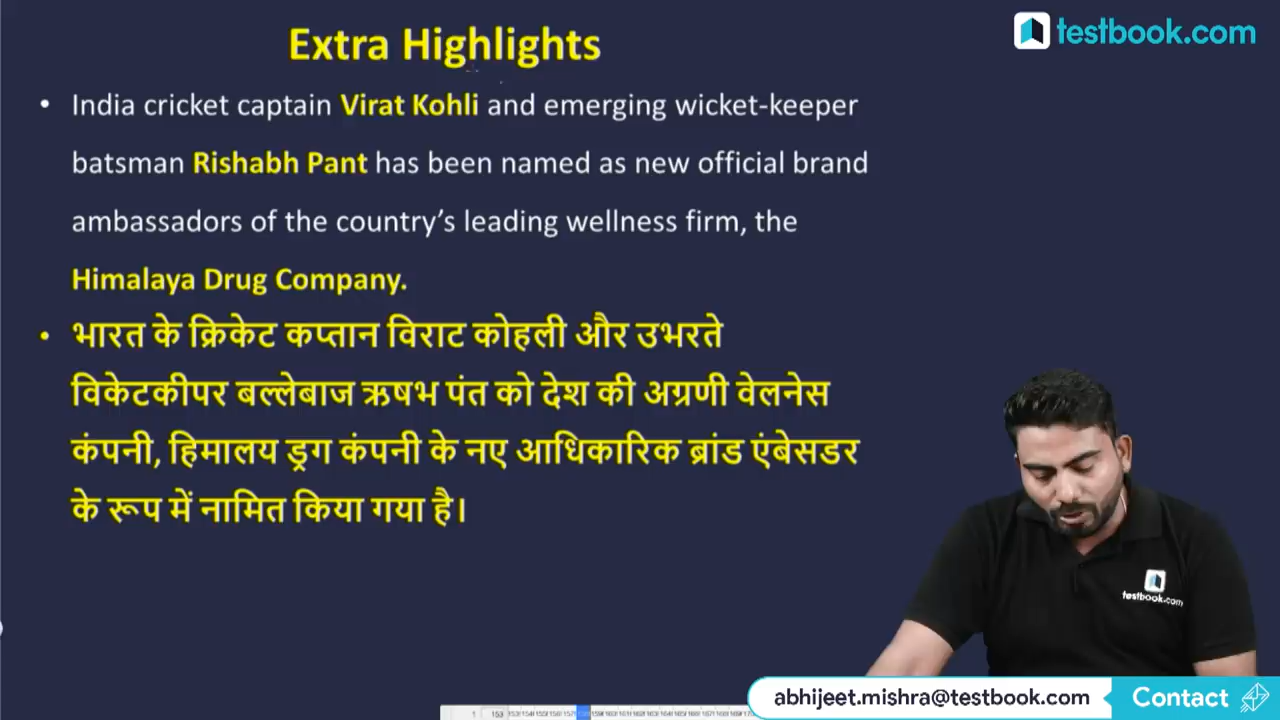 Extra Highlights
testbook.com
• India cricket captain Virat Kohli and emerging wicket-keeper
batsman Rishabh Pant has been named as new official brand
ambassadors of the country’s leading wellness firm, the
Himalaya Drug Company.
• भारत के क्रिकेट कप्तान विराट कोहली और उभरते
विकेटकीपर बल्लेबाज ऋषभ पंत को देश की अग्रणी वेलनेस
कंपनी, हिमालय ड्रग कंपनी के नए आधिकारिक ब्रांड एंबेसडर
के रूप में नामित किया गया है।
testbook.com
abhijeet.mishra@testbook.com Contact
1 153